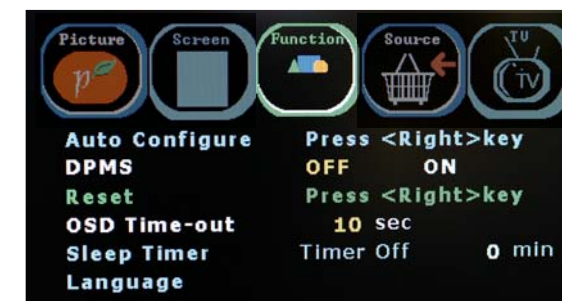 Picture Screen Function Source TV
p TV
Auto Configure Press <Right>key
DPMS OFF ON
Reset Press <Right>key
OSD Time-out 10 sec
Sleep Timer Timer Off 0 min
Language